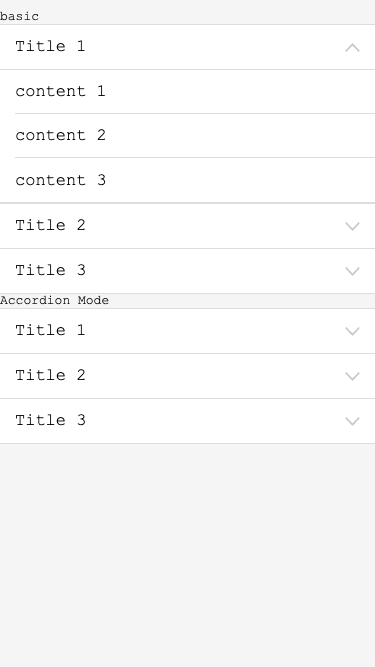 basic
Title 1
content 1
content 2
content 3
Title 2
Title 3
Accordion Mode
Title 1
Title 2
Title 3